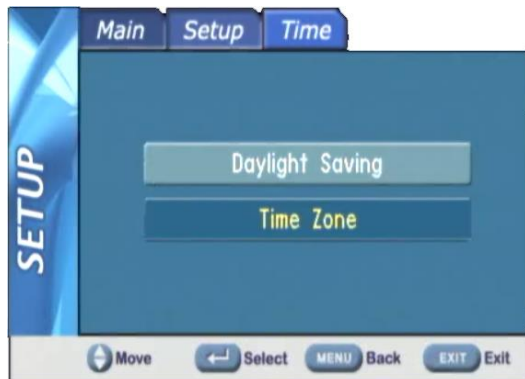 Main Setup Time
SETUP
Daylight Saving
Time Zone
Move Select MENU Back EXIT Exit